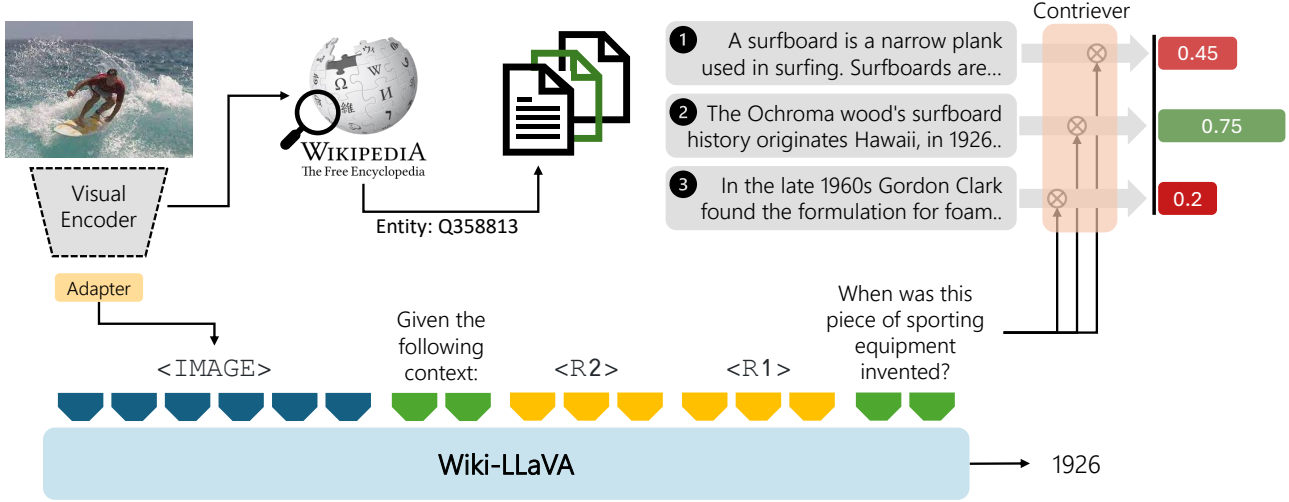 Contriever
1 A surfboard is a narrow plank
used in surfing. Surfboards are...
0.45
2 The Ochroma wood's surfboard
history originates Hawaii, in 1926..
0.75
3 In the late 1960s Gordon Clark
found the formulation for foam..
0.2
Ω
W
И
維
WIKIPEDIA
The Free Encyclopedia
Entity: Q358813
Visual
Encoder
Adapter
<IMAGE>
Given the
following
context:
<R2>
<R1>
When was this
piece of sporting
equipment
invented?
Wiki-LLaVA
1926